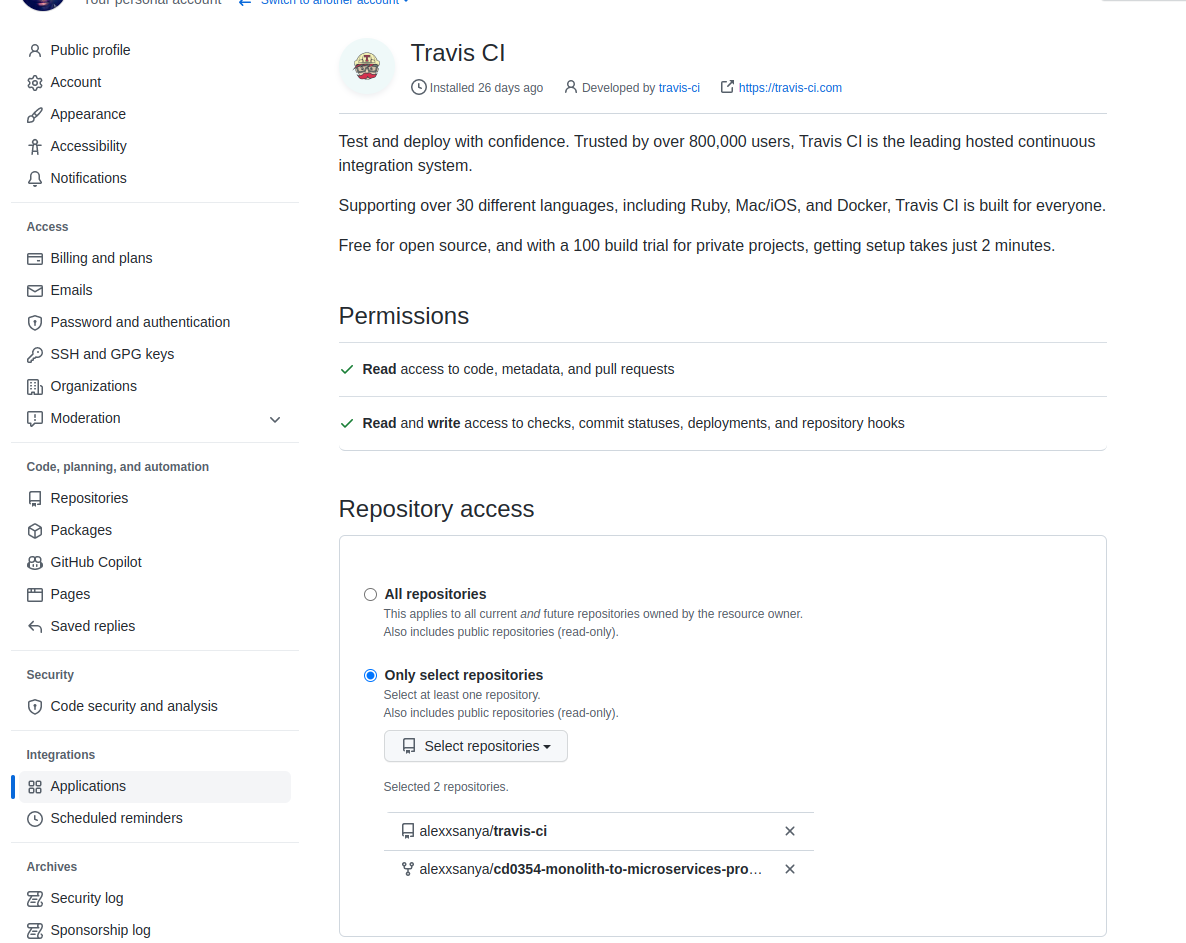 Your personal account
Switch to another account
Public profile
Account
Appearance
Accessibility
Notifications
Access
Billing and plans
Emails
Password and authentication
SSH and GPG keys
Organizations
Moderation
Code, planning, and automation
Repositories
Packages
GitHub Copilot
Pages
Saved replies
Security
Code security and analysis
Integrations
Applications
Scheduled reminders
Archives
Security log
Sponsorship log
Travis CI
Installed 26 days ago Developed by travis-ci https://travis-ci.com
Test and deploy with confidence. Trusted by over 800,000 users, Travis CI is the leading hosted continuous
integration system.
Supporting over 30 different languages, including Ruby, Mac/iOS, and Docker, Travis CI is built for everyone.
Free for open source, and with a 100 build trial for private projects, getting setup takes just 2 minutes.
Permissions
Read access to code, metadata, and pull requests
Read and write access to checks, commit statuses, deployments, and repository hooks
Repository access
All repositories
This applies to all current and future repositories owned by the resource owner.
Also includes public repositories (read-only).
Only select repositories
Select at least one repository.
Also includes public repositories (read-only).
Select repositories
Selected 2 repositories.
alexxsanya/travis-ci
alexxsanya/cd0354-monolith-to-microservices-pro…